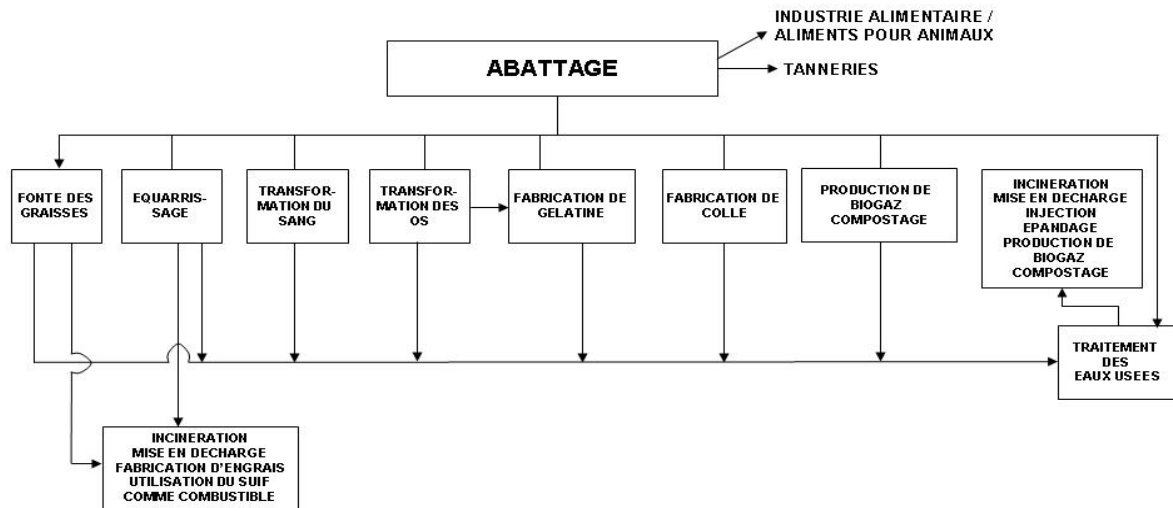 INDUSTRIE ALIMENTAIRE /
ALIMENTS POUR ANIMAUX
ABATTAGE
TANNERIES
FONTE DES
GRAISSES
EQUARRIS-
SAGE
TRANSFOR-
MATION DU
SANG
TRANSFOR-
MATION DES
OS
FABRICATION DE
GELATINE
FABRICATION DE
COLLE
PRODUCTION DE
BIOGAZ
COMPOSTAGE
INCINERATION
MISE EN DECHARGE
INJECTION
EPANDAGE
PRODUCTION DE
BIOGAZ
COMPOSTAGE
TRAITEMENT
DES
EAUX USEES
INCINERATION
MISE EN DECHARGE
FABRICATION D'ENGRAIS
UTILISATION DU SUIF
COMME COMBUSTIBLE